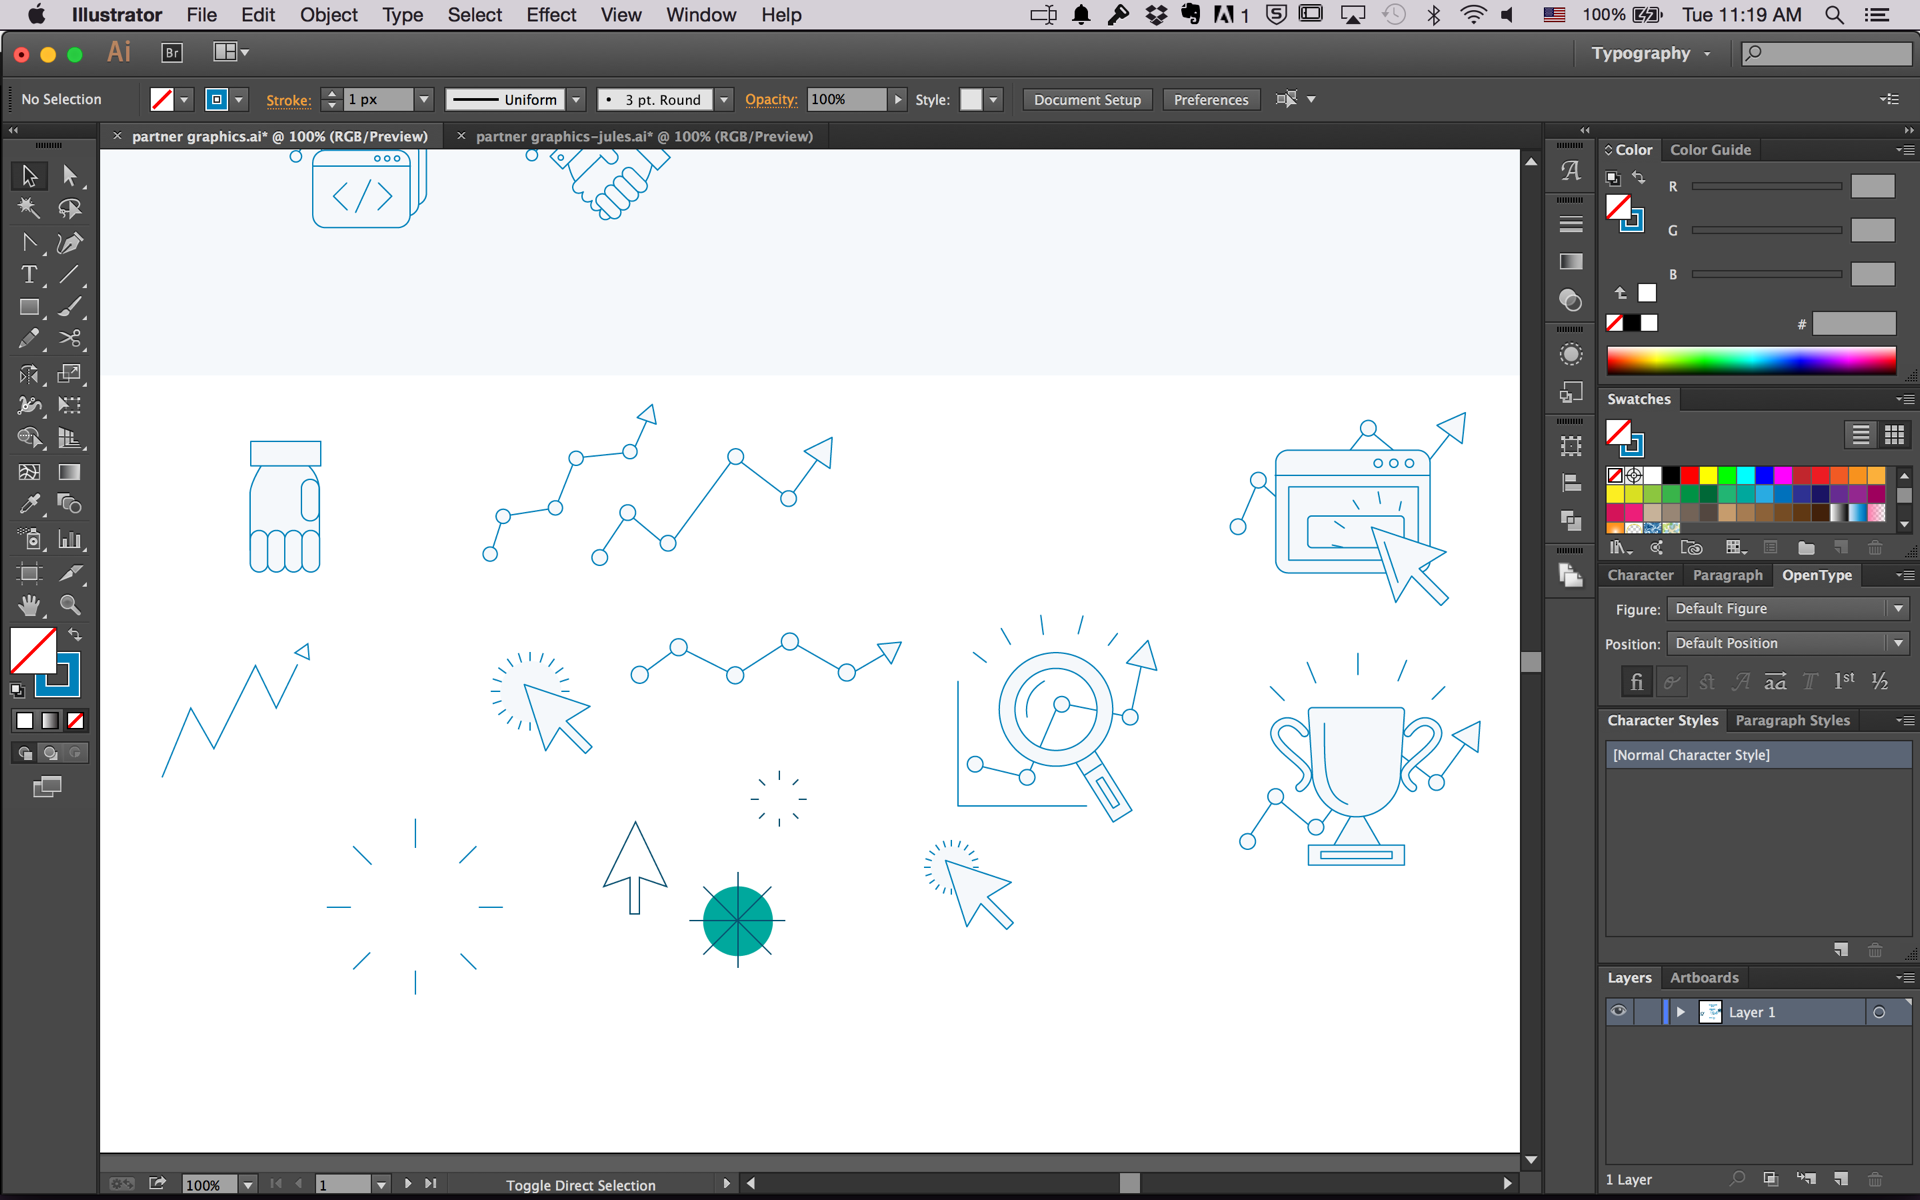 Illustrator File Edit Object Type Select Effect View Window Help 1 100% Tue 11:19 AM
Ai Br Typography
No Selection Stroke: 1 px Uniform 3 pt. Round Opacity: 100% Style: Document Setup Preferences
partner graphics.ai* @ 100% (RGB/Preview) partner graphics-jules.ai* @ 100% (RGB/Preview)
Color Color Guide
R
G
B
#
</>
Swatches
Character Paragraph OpenType
Figure: Default Figure
Position: Default Position
fi st A aa T 1st ½
Character Styles Paragraph Styles
[Normal Character Style]
Layers Artboards
Layer 1
1 Layer
100% 1 Toggle Direct Selection